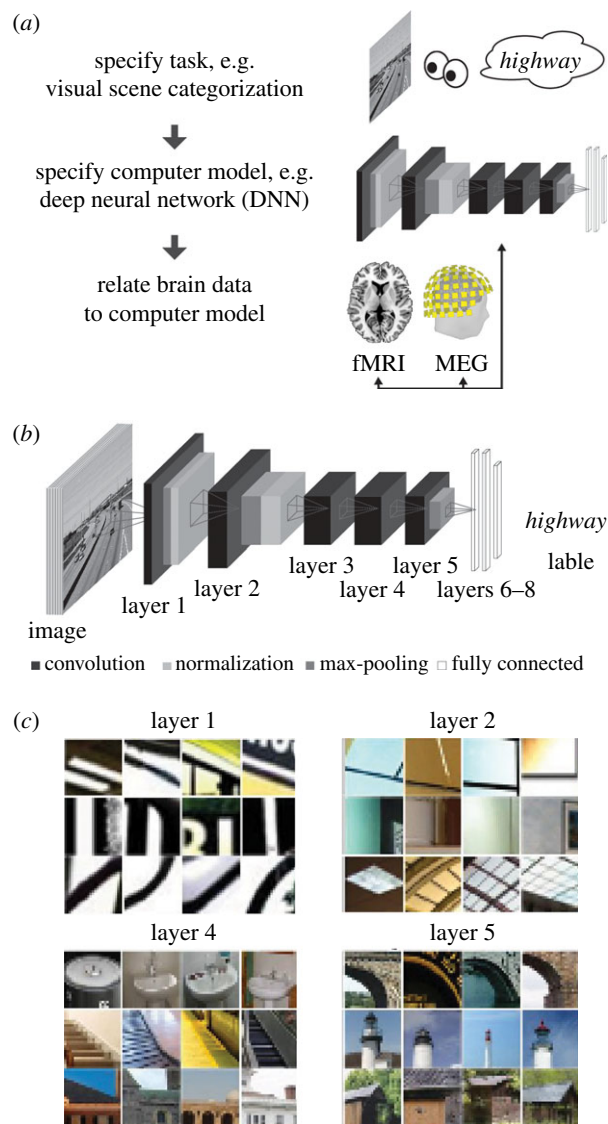 (a)
specify task, e.g.
visual scene categorization
highway
specify computer model, e.g.
deep neural network (DNN)
relate brain data
to computer model
fMRI MEG
(b)
highway
lable
layer 1
layer 2
layer 3
layer 4
layer 5
layers 6–8
image
convolution normalization max-pooling fully connected
(c)
layer 1 layer 2
layer 4 layer 5